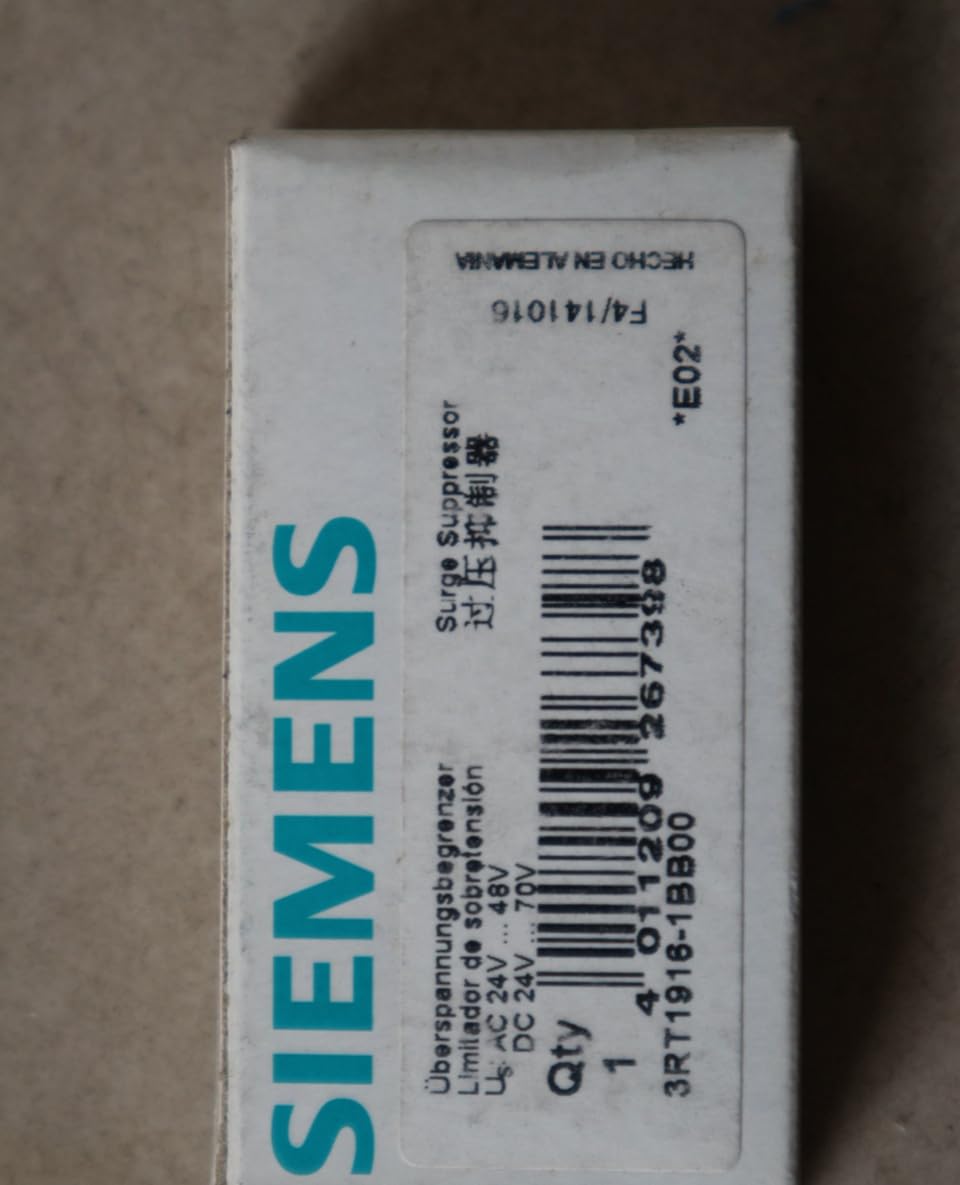 SIEMENS
Überspannungsbegrenzer
Limitador de sobretensión
Us: AC 24V ... 48V
DC 24V ... 70V
Surge Suppressor
过压抑制器
Qty
1
4 011209 267398
3RT1916-1BB00
*E02*
F4/141016
HECHO EN ALEMANIA